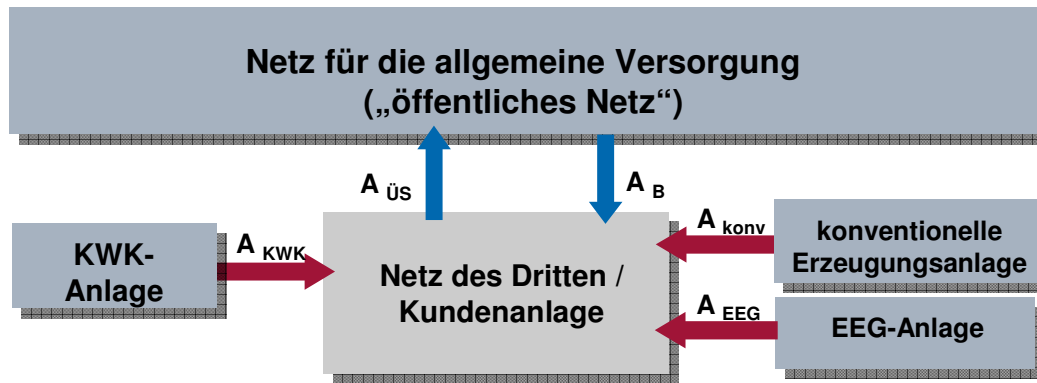 Netz für die allgemeine Versorgung
(„öffentliches Netz“)
A ÜS
A B
KWK-
Anlage
A KWK
Netz des Dritten /
Kundenanlage
A konv
konventionelle
Erzeugungsanlage
A EEG
EEG-Anlage